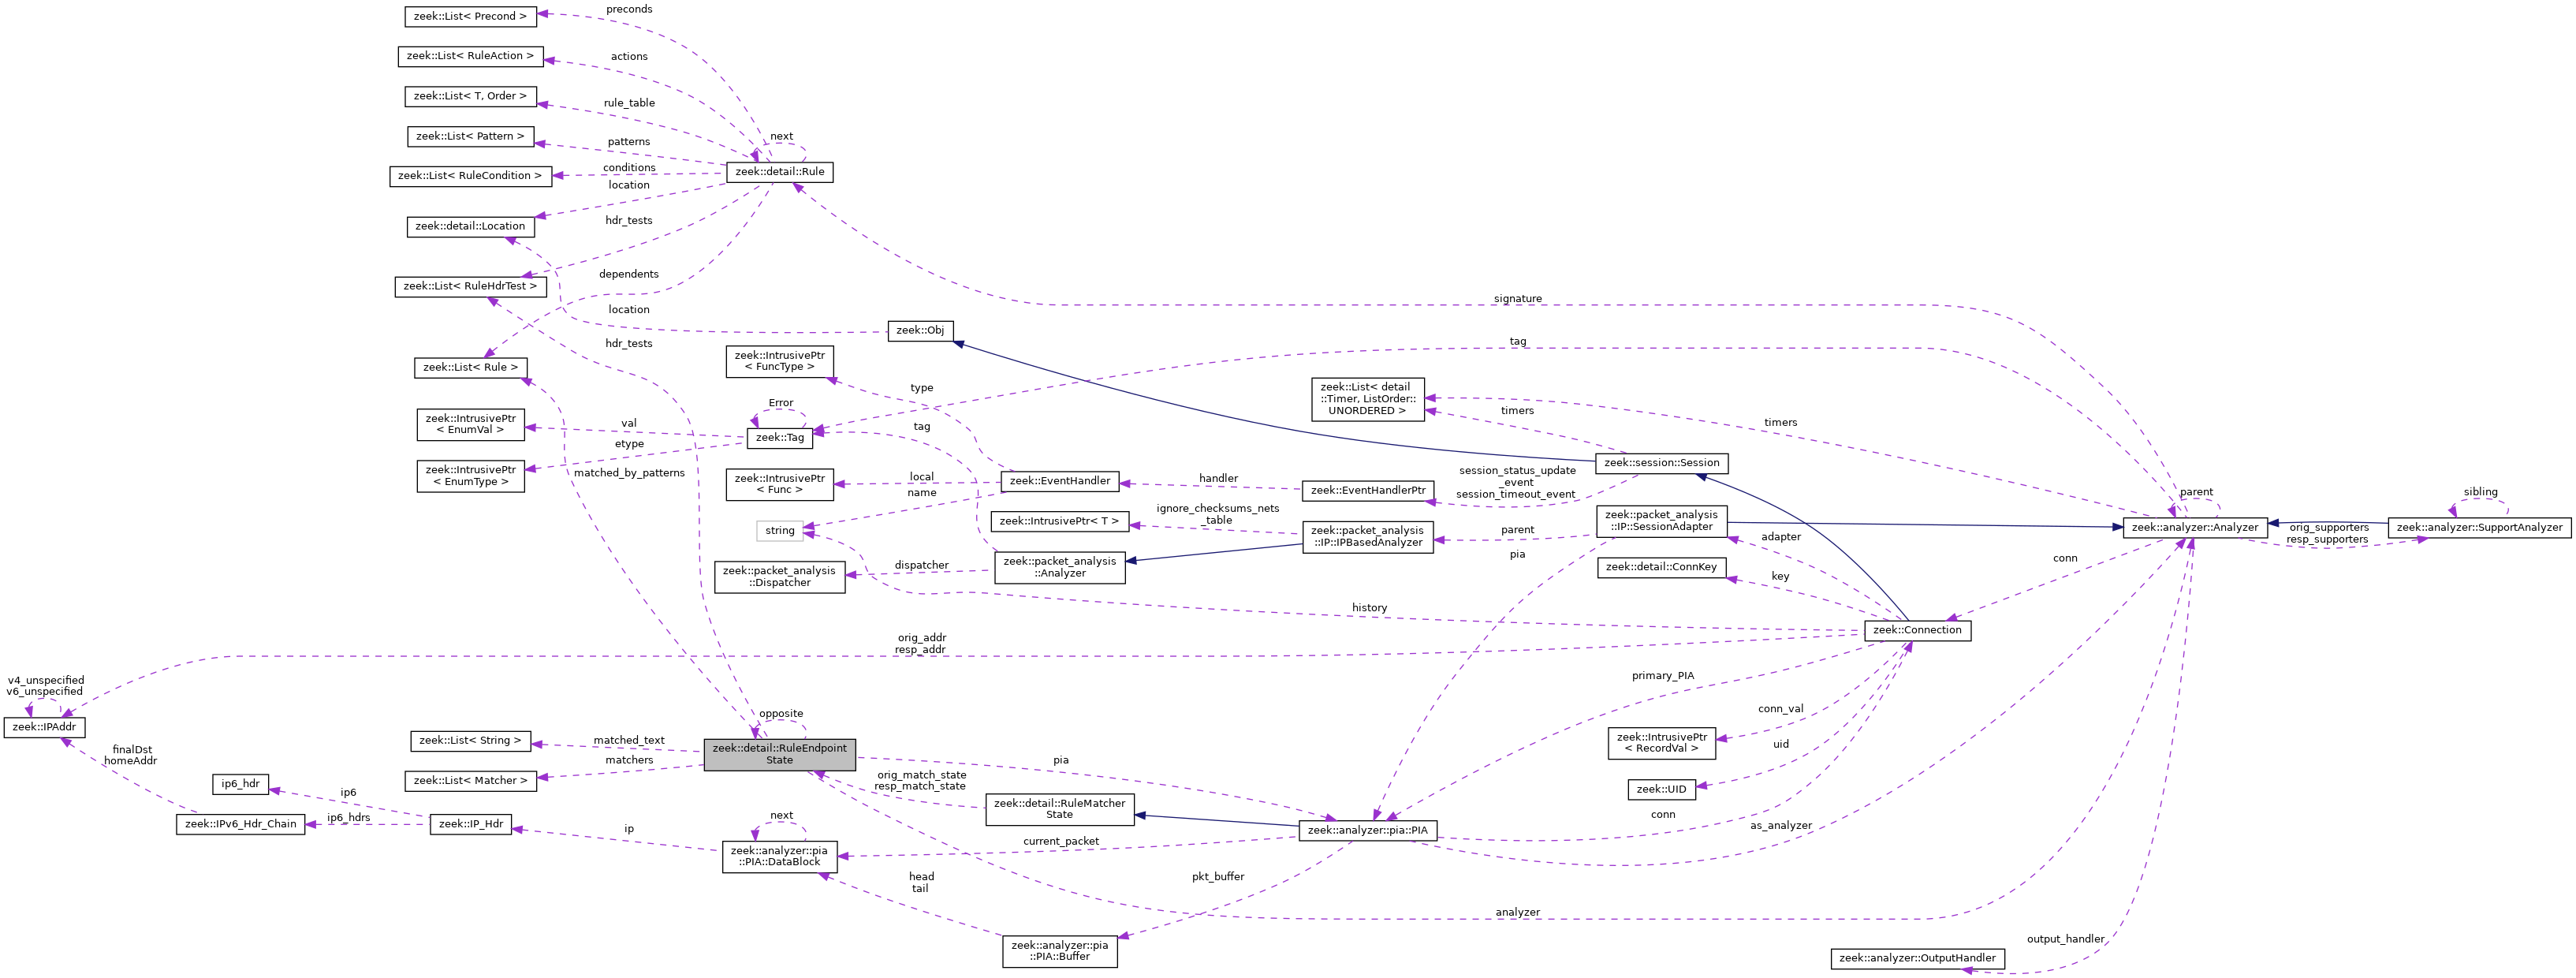 zeek::List< Precond >
preconds
zeek::List< RuleAction >
actions
zeek::List< T, Order >
rule_table
zeek::List< Pattern >
patterns
next
zeek::List< RuleCondition >
conditions
zeek::detail::Rule
location
zeek::detail::Location
hdr_tests
zeek::List< RuleHdrTest >
dependents
signature
location
zeek::Obj
hdr_tests
tag
zeek::List< Rule >
zeek::IntrusivePtr
< FuncType >
type
zeek::List< detail
::Timer, ListOrder::
UNORDERED >
timers
timers
Error
zeek::IntrusivePtr
< EnumVal >
val
zeek::Tag
tag
etype
zeek::IntrusivePtr
< EnumType >
matched_by_patterns
zeek::IntrusivePtr
< Func >
local
name
zeek::EventHandler
handler
zeek::EventHandlerPtr
session_status_update
_event
session_timeout_event
zeek::session::Session
parent
sibling
string
zeek::IntrusivePtr< T >
ignore_checksums_nets
_table
zeek::packet_analysis
::IP::IPBasedAnalyzer
parent
zeek::packet_analysis
::IP::SessionAdapter
adapter
zeek::analyzer::Analyzer
orig_supporters
resp_supporters
zeek::analyzer::SupportAnalyzer
zeek::packet_analysis
::Dispatcher
dispatcher
zeek::packet_analysis
::Analyzer
pia
zeek::detail::ConnKey
key
conn
history
zeek::Connection
orig_addr
resp_addr
v4_unspecified
v6_unspecified
zeek::IPAddr
primary_PIA
conn_val
opposite
finalDst
homeAddr
zeek::List< String >
matched_text
zeek::detail::RuleEndpoint
State
zeek::IntrusivePtr
< RecordVal >
uid
matchers
pia
zeek::List< Matcher >
ip6_hdr
ip6
orig_match_state
resp_match_state
zeek::UID
zeek::detail::RuleMatcher
State
conn
as_analyzer
zeek::IPv6_Hdr_Chain
ip6_hdrs
zeek::IP_Hdr
ip
next
zeek::analyzer::pia::PIA
current_packet
zeek::analyzer::pia
::PIA::DataBlock
head
tail
pkt_buffer
analyzer
zeek::analyzer::pia
::PIA::Buffer
output_handler
zeek::analyzer::OutputHandler